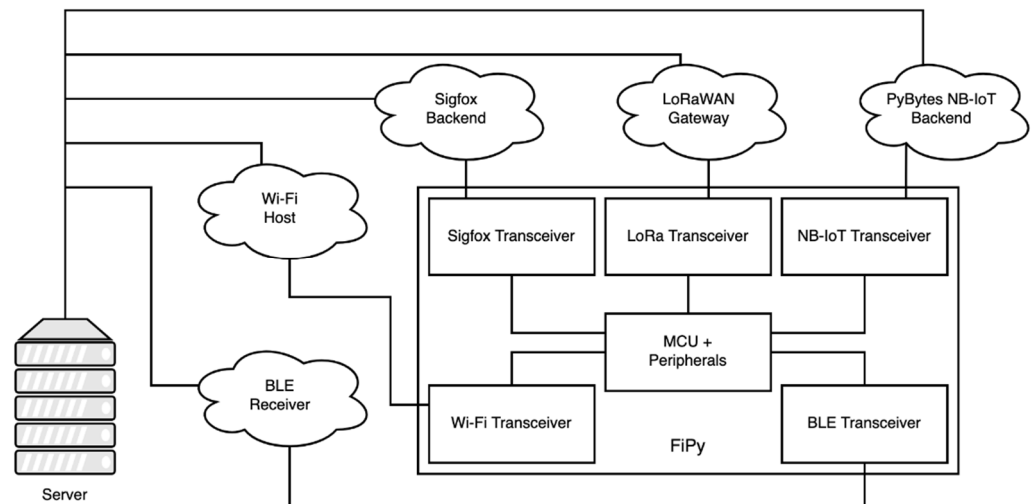 Sigfox
Backend
LoRaWAN
Gateway
PyBytes NB-IoT
Backend
Wi-Fi
Host
Sigfox Transceiver
LoRa Transceiver
NB-IoT Transceiver
MCU +
Peripherals
BLE
Receiver
Wi-Fi Transceiver
BLE Transceiver
FiPy
Server